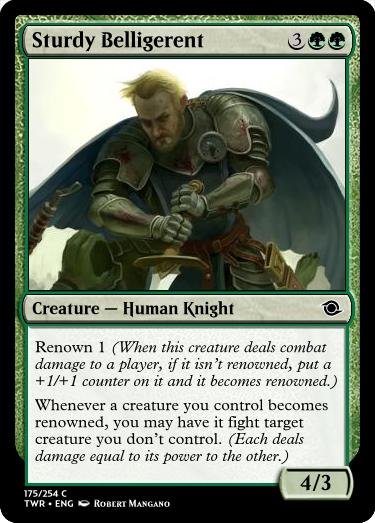 Sturdy Belligerent 3
Creature — Human Knight
Renown 1 (When this creature deals combat
damage to a player, if it isn't renowned, put a
+1/+1 counter on it and it becomes renowned.)
Whenever a creature you control becomes
renowned, you may have it fight target
creature you don't control. (Each deals
damage equal to its power to the other.)
4/3
175/254 C
TWR • ENG Robert Mangano